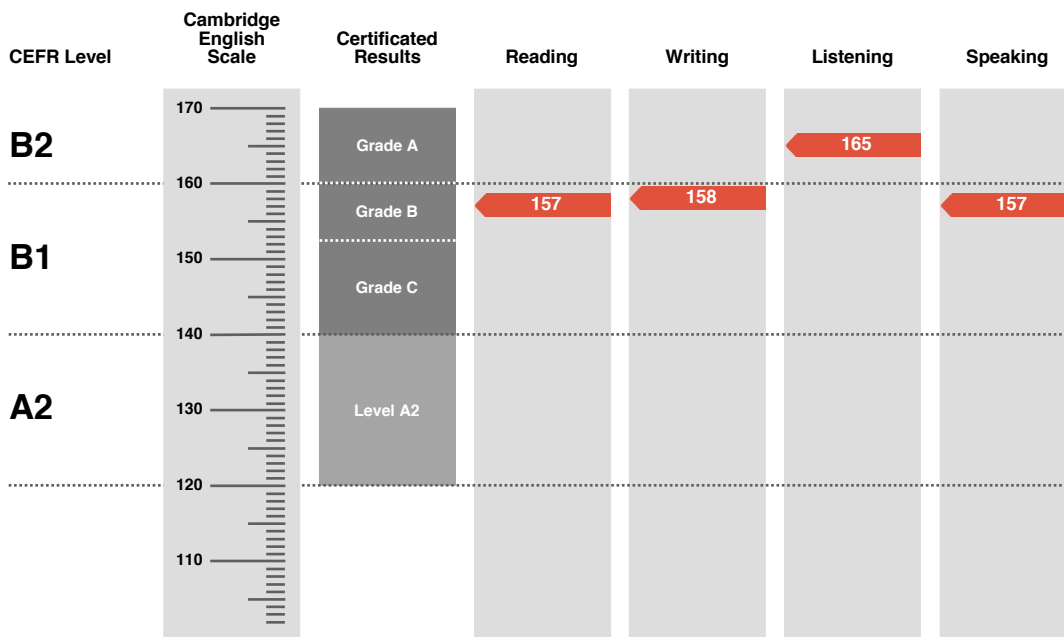 CEFR Level
Cambridge
English
Scale
Certificated
Results
Reading
Writing
Listening
Speaking
170
B2
Grade A
165
160
Grade B
157
158
157
B1
150
Grade C
140
A2
130
Level A2
120
110